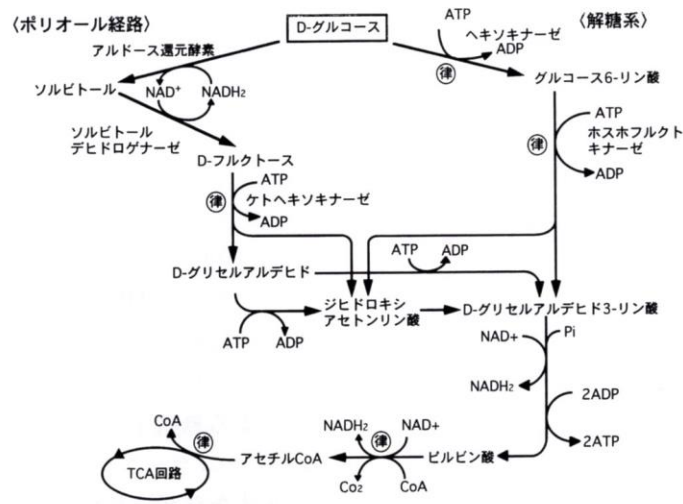 〈ポリオール経路〉
D-グルコース
〈解糖系〉
アルドース還元酵素
ATP
ヘキソキナーゼ
ADP
律
ソルビトール
NAD⁺
NADH₂
グルコース6-リン酸
ソルビトール
デヒドロゲナーゼ
ATP
ホスホフルクト
キナーゼ
律
ADP
D-フルクトース
ATP
律
ケトヘキソキナーゼ
ADP
ATP
ADP
D-グリセルアルデヒド
ジヒドロキシ
アセトンリン酸
D-グリセルアルデヒド3-リン酸
ATP
ADP
NAD+
Pi
NADH₂
2ADP
2ATP
CoA
律
NADH₂
律
NAD+
TCA回路
アセチルCoA
ピルビン酸
Co₂
CoA